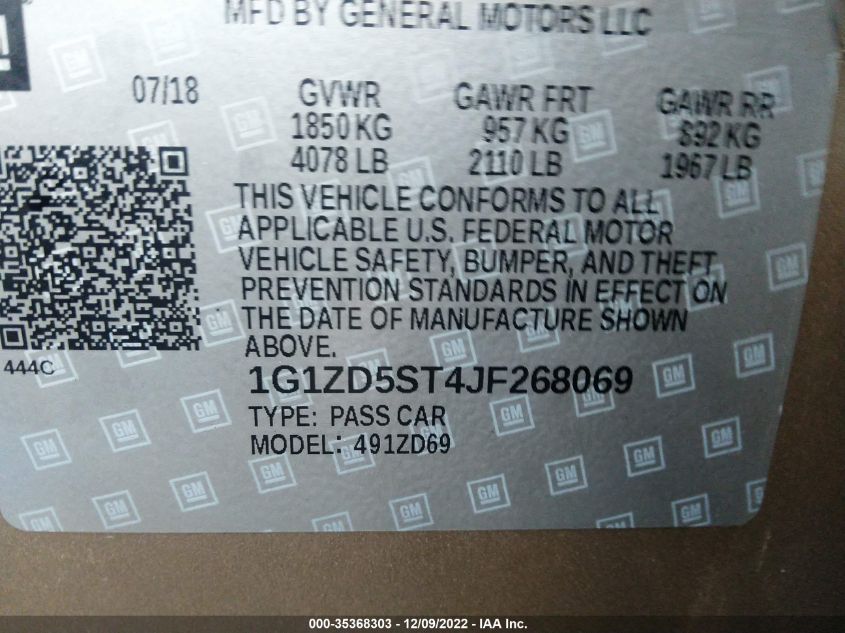 MFD BY GENERAL MOTORS LLC
07/18
GVWR GAWR FRT GAWR RR
1850 KG 957 KG 892 KG
4078 LB 2110 LB 1967 LB
THIS VEHICLE CONFORMS TO ALL
APPLICABLE U.S. FEDERAL MOTOR
VEHICLE SAFETY, BUMPER, AND THEFT
PREVENTION STANDARDS IN EFFECT ON
THE DATE OF MANUFACTURE SHOWN
ABOVE.
444C
1G1ZD5ST4JF268069
TYPE: PASS CAR
MODEL: 491ZD69
GM
000-35368303 - 12/09/2022 - IAA Inc.